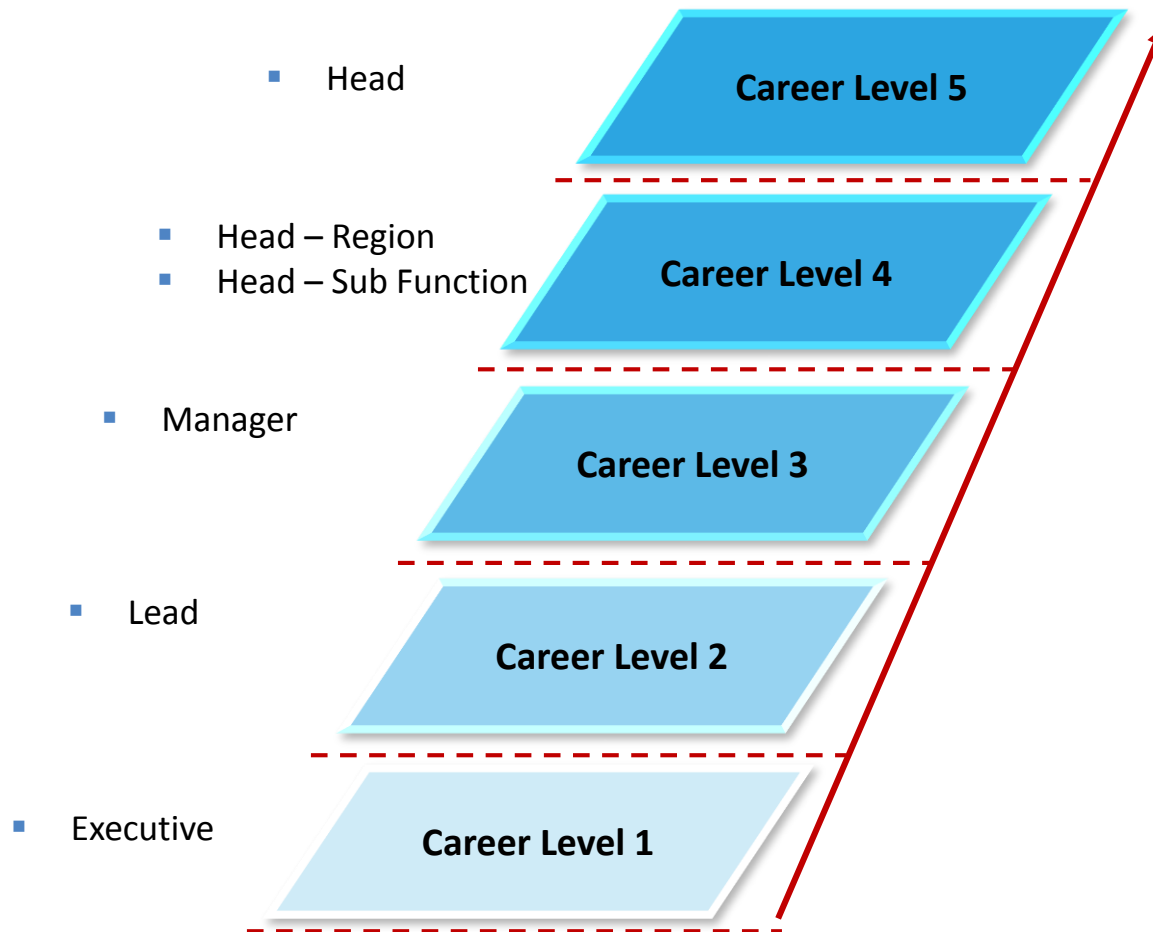 Head
Career Level 5
Head – Region
Head – Sub Function
Career Level 4
Manager
Career Level 3
Lead
Career Level 2
Executive
Career Level 1